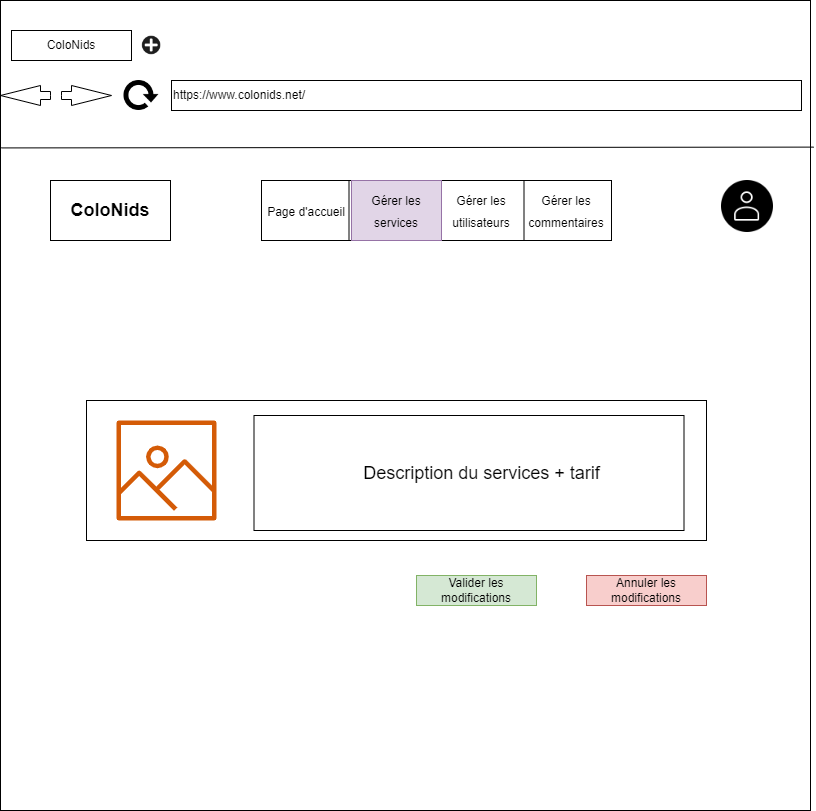 ColoNids
https://www.colonids.net/
ColoNids
Page d'accueil
Gérer les
services
Gérer les
utilisateurs
Gérer les
commentaires
Description du services + tarif
Valider les
modifications
Annuler les
modifications